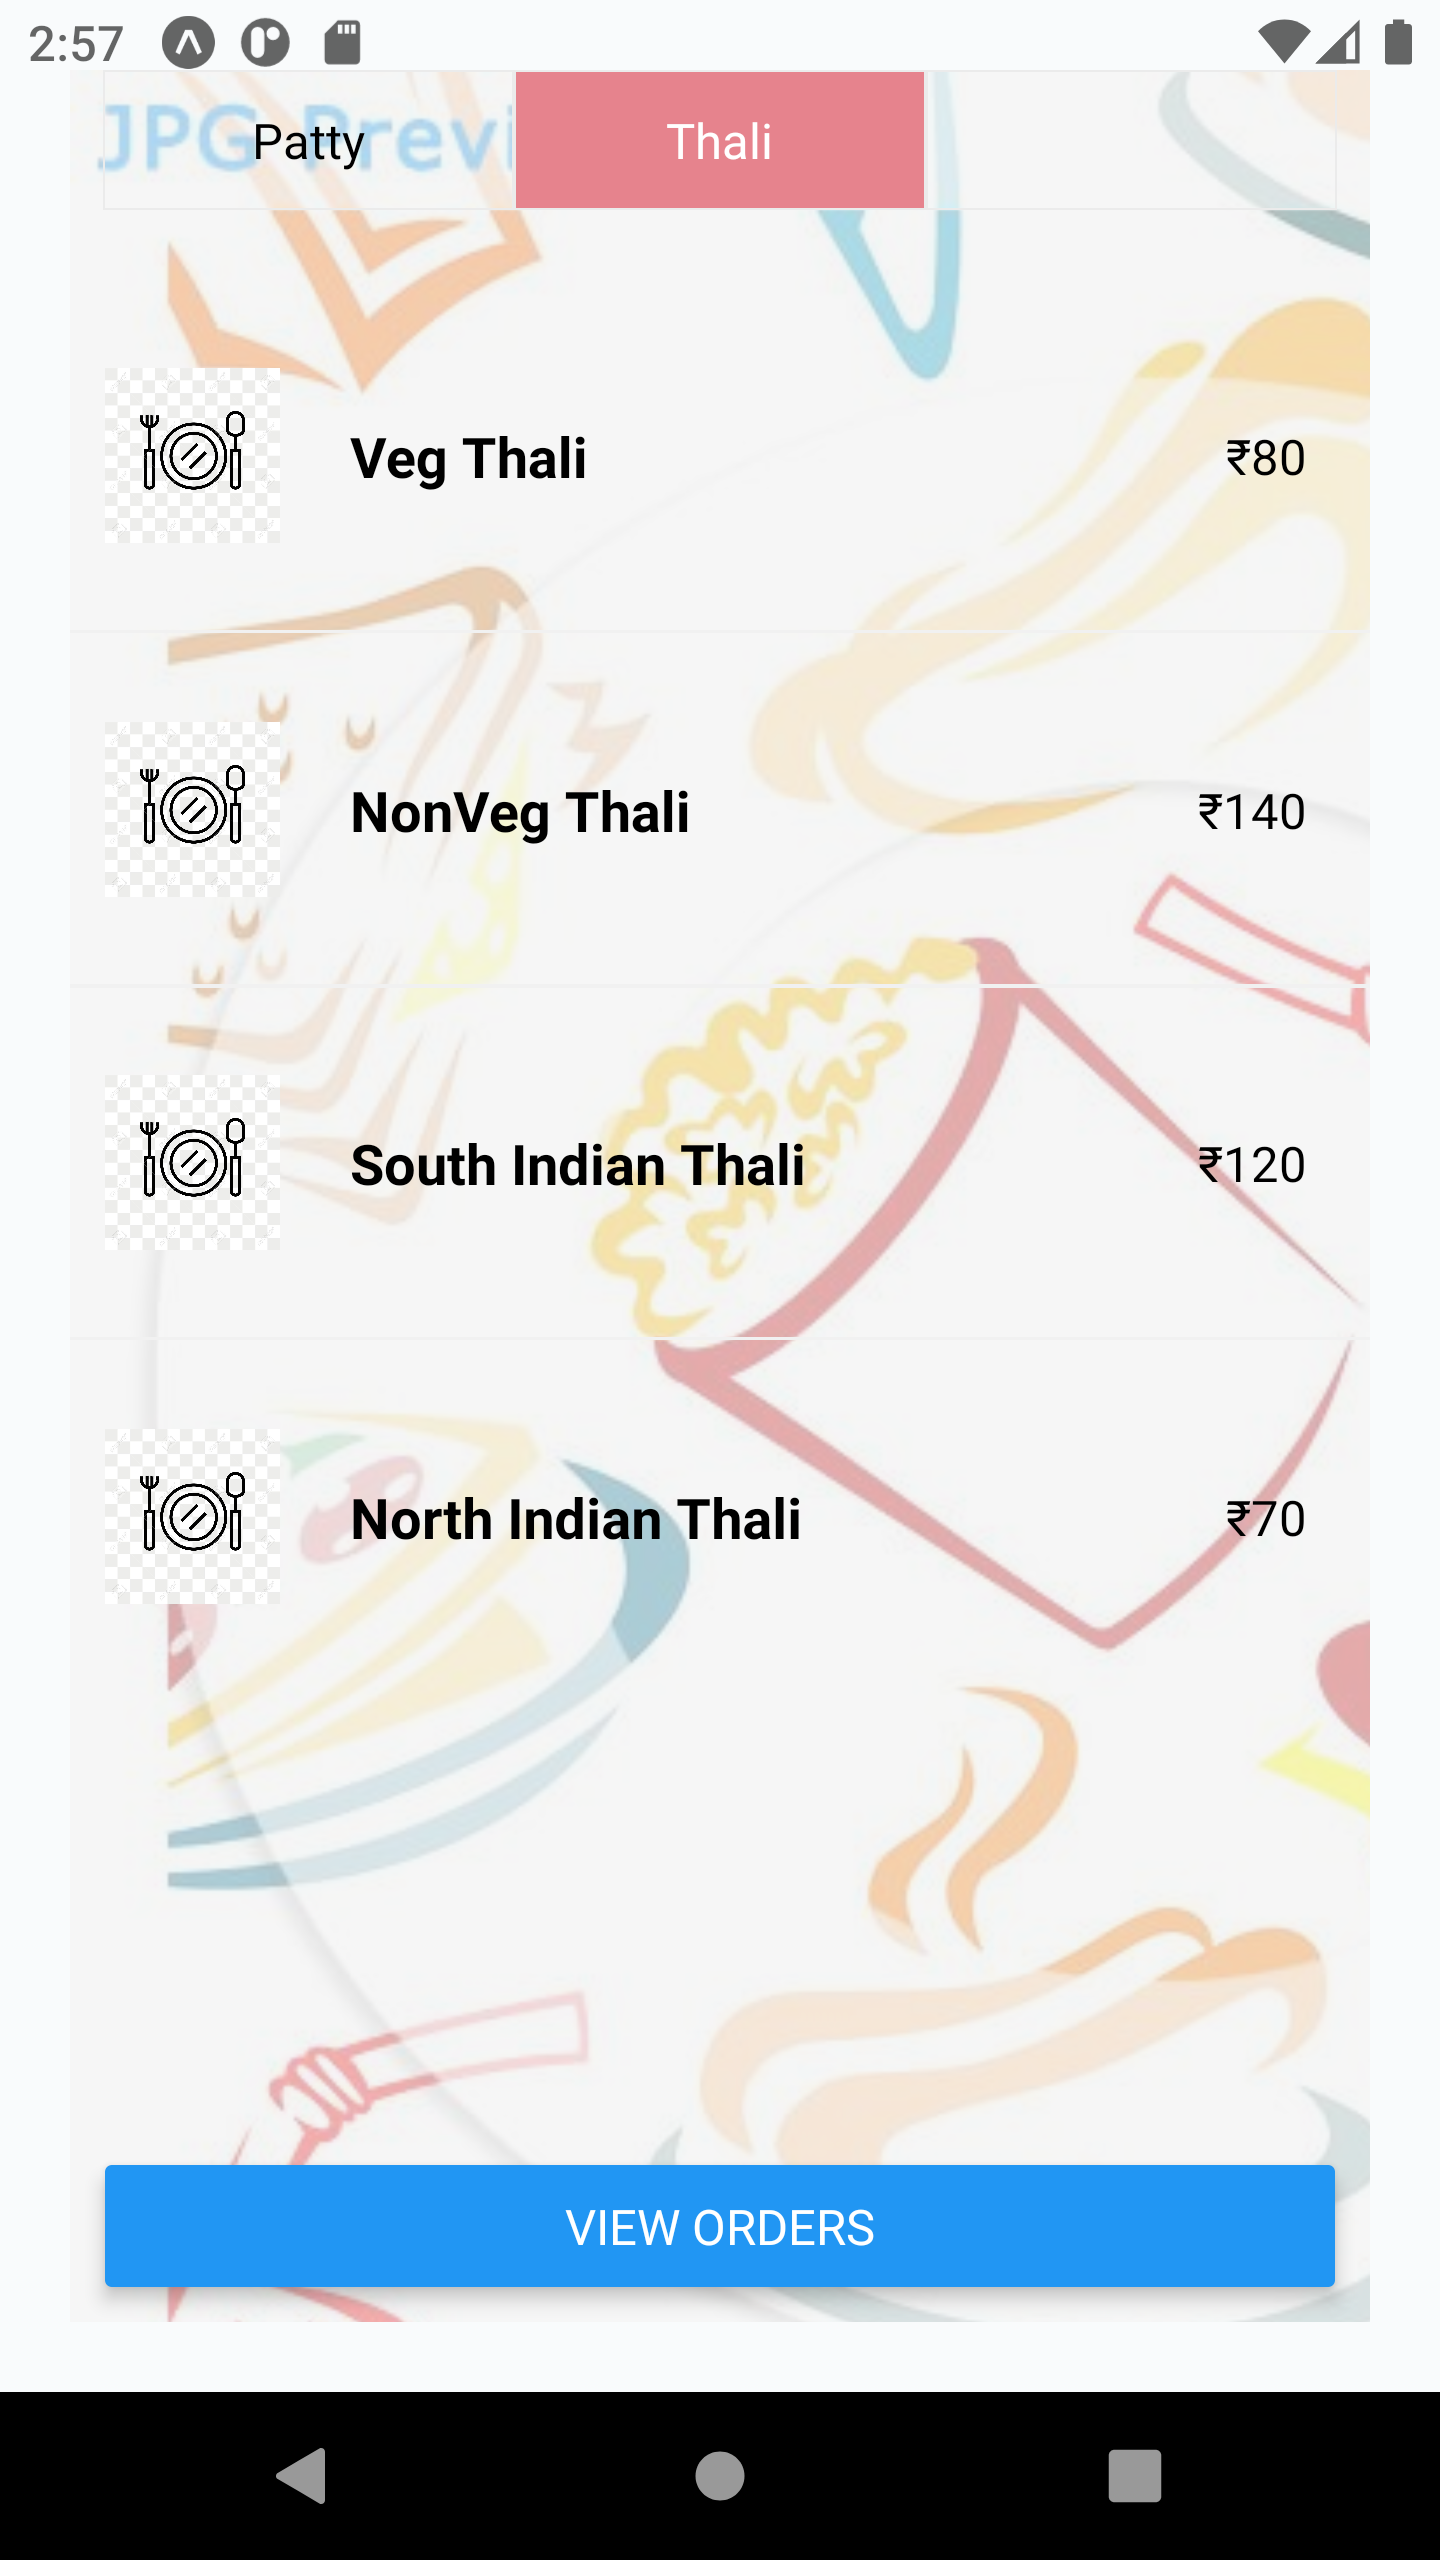 2:57
JPG Previ
Patty
Thali
Veg Thali
₹80
NonVeg Thali
₹140
South Indian Thali
₹120
North Indian Thali
₹70
VIEW ORDERS